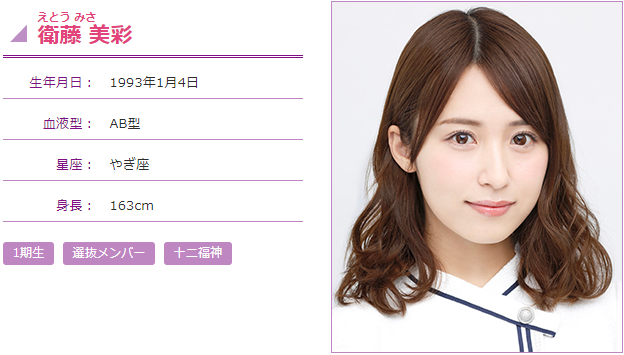 えとう みさ
衛藤 美彩
生年月日： 1993年1月4日
血液型： AB型
星座： やぎ座
身長： 163cm
1期生 選抜メンバー 十二福神